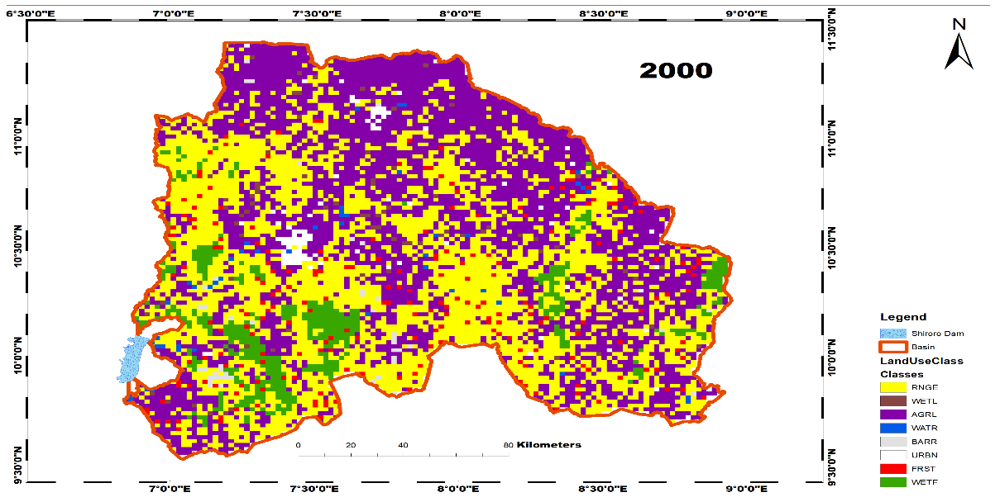 6°30'0"E 7°0'0"E 7°30'0"E 8°0'0"E 8°30'0"E 9°0'0"E
11°30'0"N
N
2000
11°0'0"N
11°0'0"N
10°30'0"N
10°30'0"N
10°0'0"N
10°0'0"N
9°30'0"N
9°30'0"N
Legend
Shiroro Dam
Basin
LandUseClass
Classes
RNGE
WETL
AGRL
WATR
BARR
URBN
FRST
WETF
0 20 40 80 Kilometers
7°0'0"E 7°30'0"E 8°0'0"E 8°30'0"E 9°0'0"E